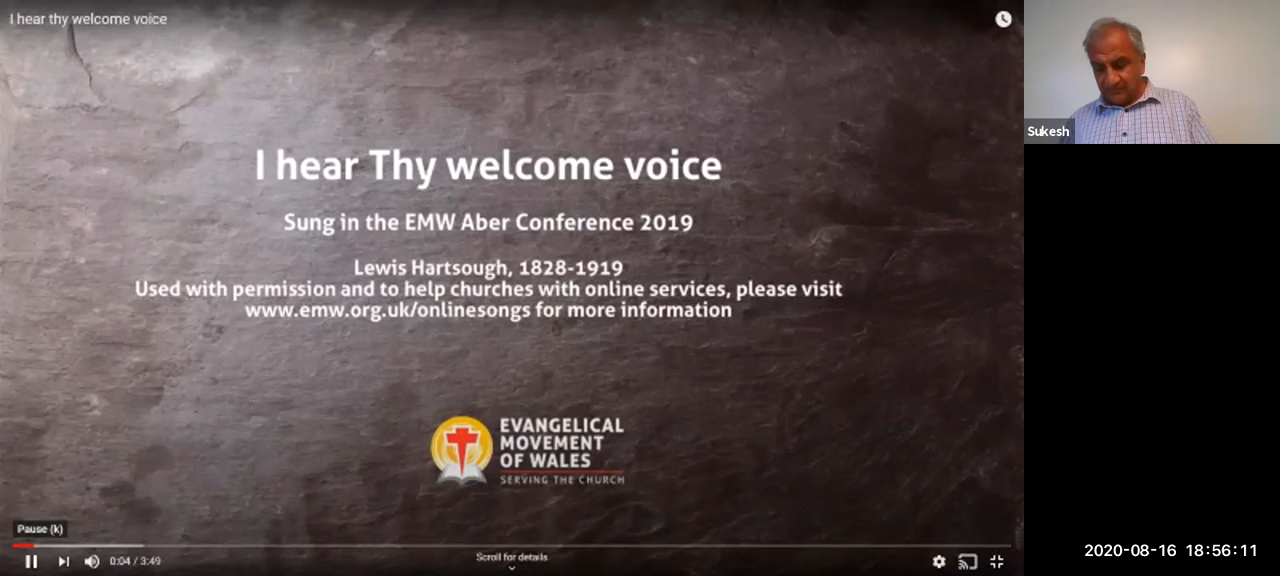 I hear thy welcome voice
I hear Thy welcome voice
Sung in the EMW Aber Conference 2019
Lewis Hartsough, 1828-1919
Used with permission and to help churches with online services, please visit
www.emw.org.uk/onlinesongs for more information
EVANGELICAL
MOVEMENT
OF WALES
SERVING THE CHURCH
Pause (k)
0:04 / 3:49
Scroll for details
Sukesh
2020-08-16 18:56:11